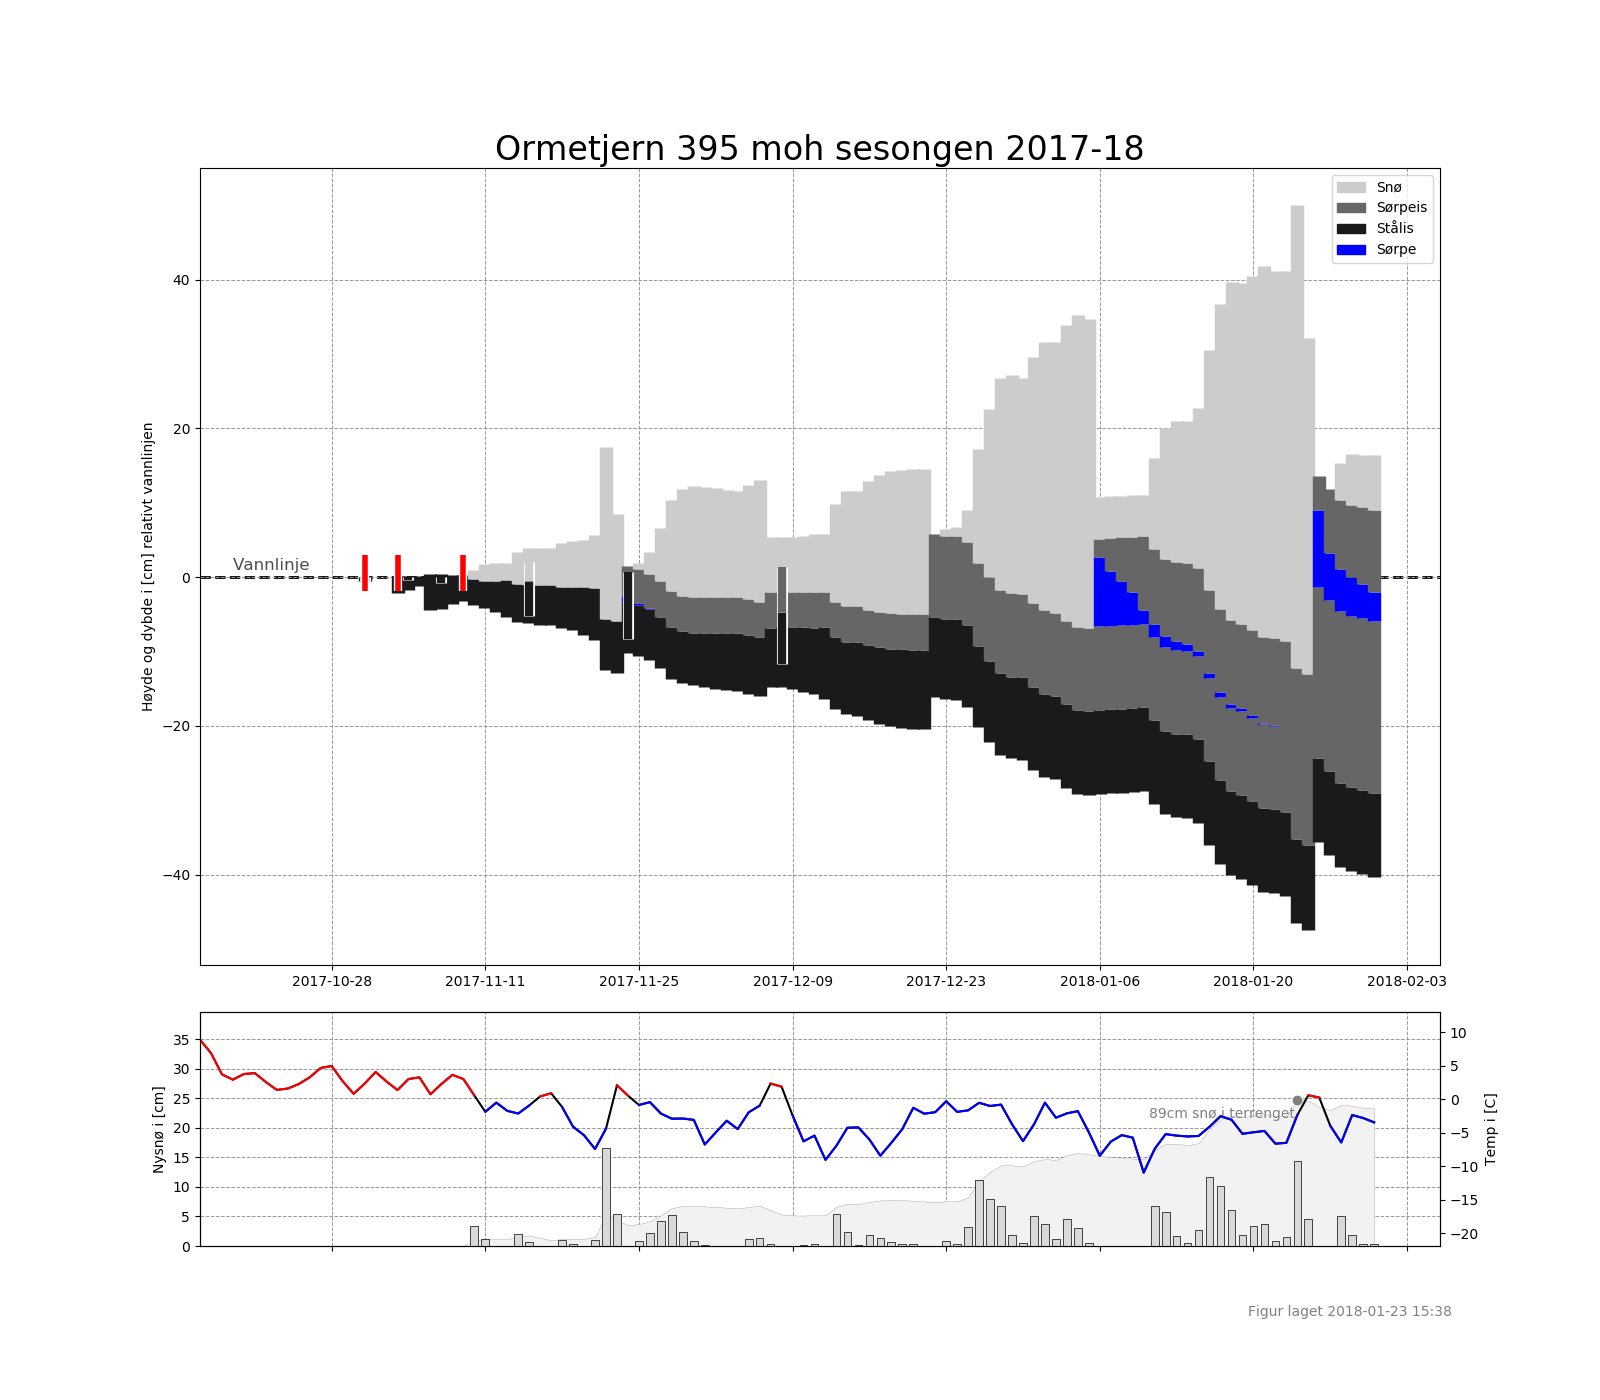 Ormetjern 395 moh sesongen 2017-18
Snø
Sørpeis
Stålis
Sørpe
Høyde og dybde i [cm] relativt vannlinjen
40
20
0
−20
−40
Vannlinje
2017-10-28 2017-11-11 2017-11-25 2017-12-09 2017-12-23 2018-01-06 2018-01-20 2018-02-03
Nysnø i [cm]
35
30
25
20
15
10
5
0
89cm snø i terrenget
10
5
0
−5
−10
−15
−20
Temp i [C]
Figur laget 2018-01-23 15:38